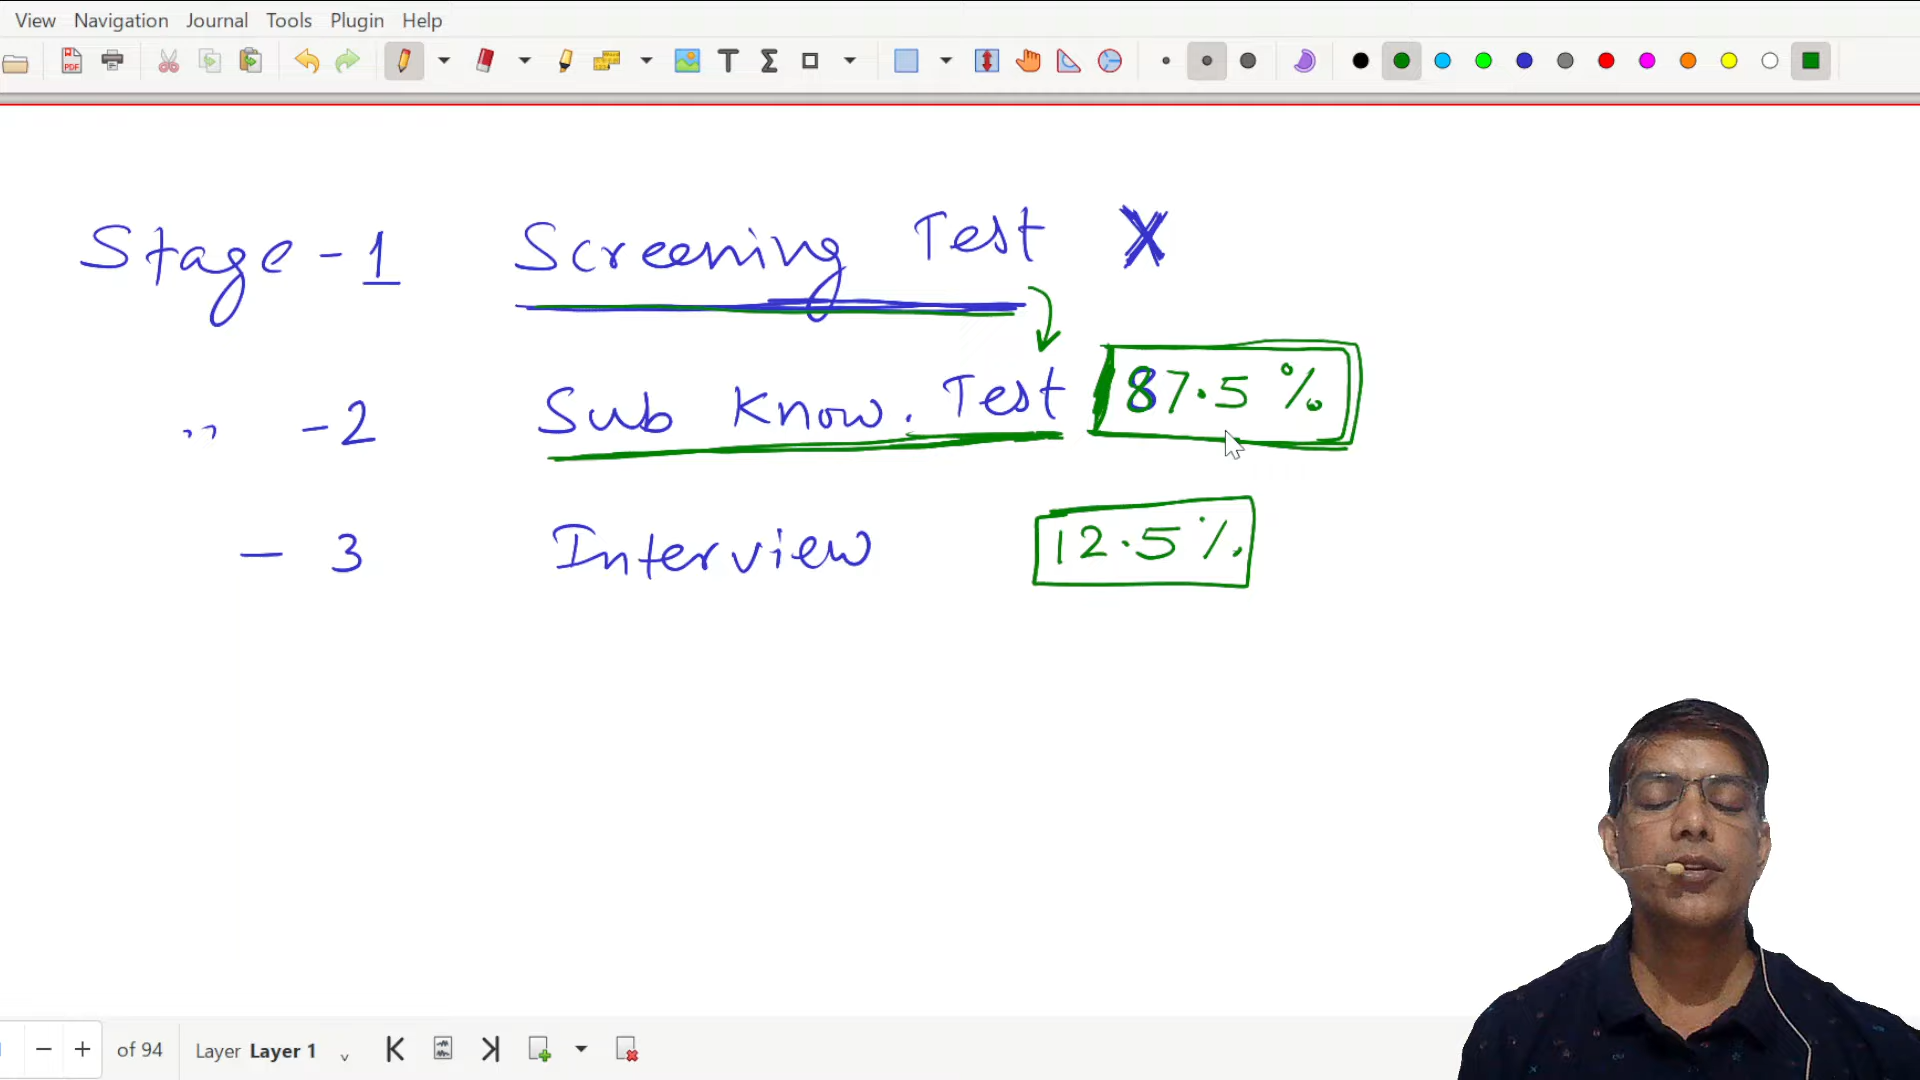 View Navigation Journal Tools Plugin Help
Stage - 1 Screening Test X
" - 2 Sub Know. Test 87.5 %
- 3 Interview 12.5 %
of 94 Layer Layer 1